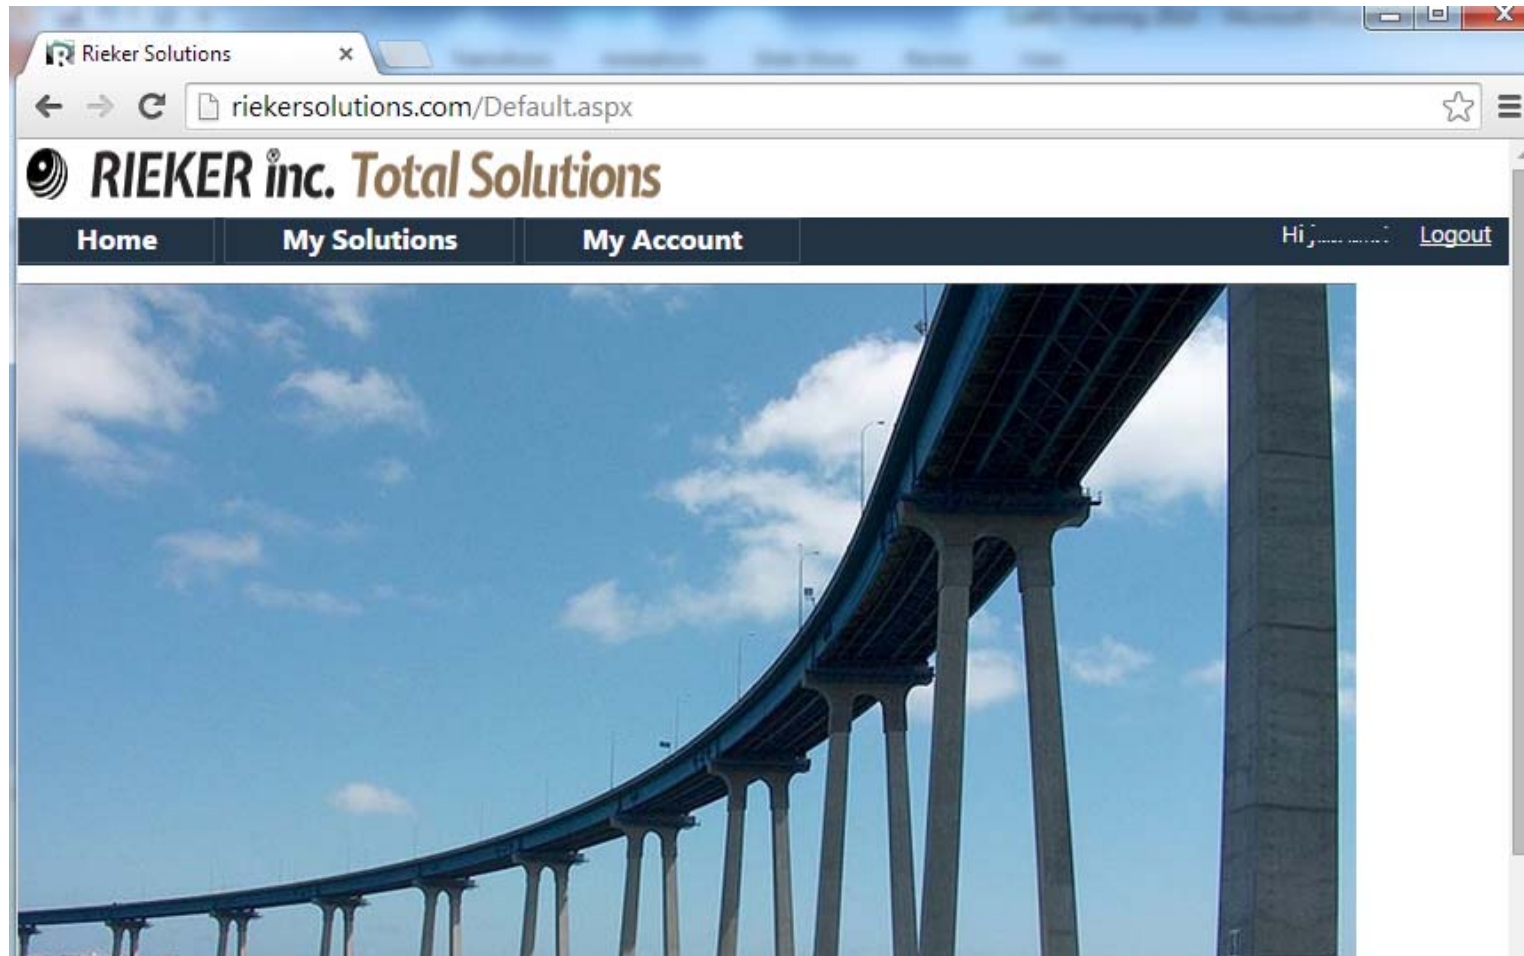 Rieker Solutions
riekersolutions.com/Default.aspx
RIEKER inc. Total Solutions
Home My Solutions My Account Hi Logout